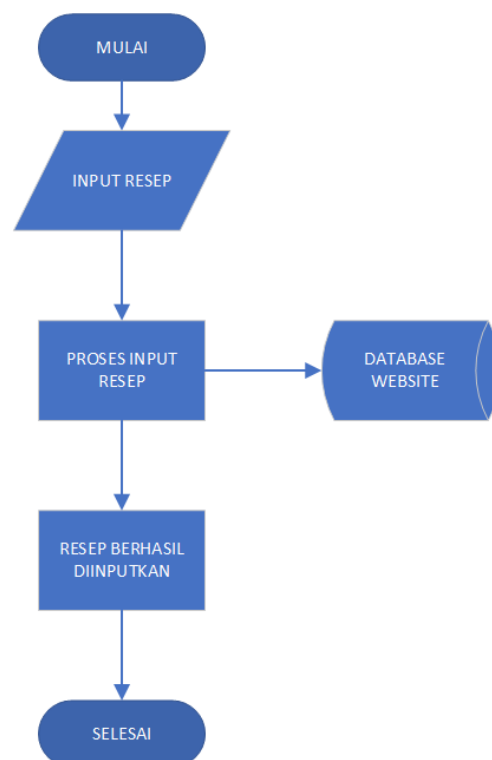 MULAI
INPUT RESEP
PROSES INPUT
RESEP
DATABASE
WEBSITE
RESEP BERHASIL
DIINPUTKAN
SELESAI